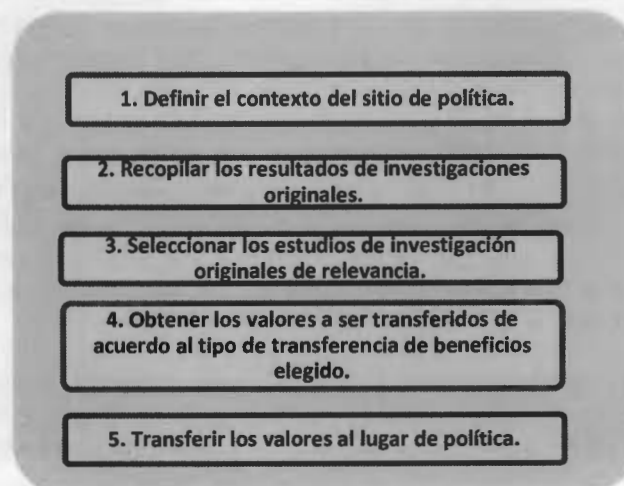 1. Definir el contexto del sitio de política.
2. Recopilar los resultados de investigaciones
originales.
3. Seleccionar los estudios de investigación
originales de relevancia.
4. Obtener los valores a ser transferidos de
acuerdo al tipo de transferencia de beneficios
elegido.
5. Transferir los valores al lugar de política.